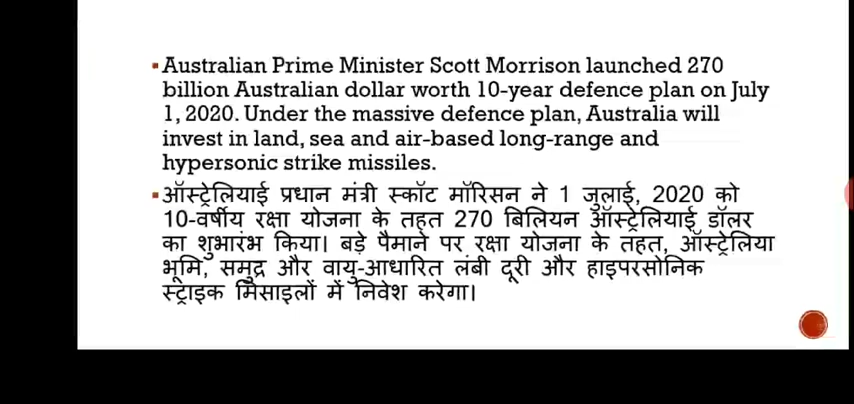 Australian Prime Minister Scott Morrison launched 270
billion Australian dollar worth 10-year defence plan on July
1, 2020. Under the massive defence plan, Australia will
invest in land, sea and air-based long-range and
hypersonic strike missiles.
ऑस्ट्रेलियाई प्रधान मंत्री स्कॉट मॉरिसन ने 1 जुलाई, 2020 को
10-वर्षीय रक्षा योजना के तहत 270 बिलियन ऑस्ट्रेलियाई डॉलर
का शुभारंभ किया। बड़े पैमाने पर रक्षा योजना के तहत, ऑस्ट्रेलिया
भूमि, समुद्र और वायु-आधारित लंबी दूरी और हाइपरसोनिक
स्ट्राइक मिसाइलों में निवेश करेगा।